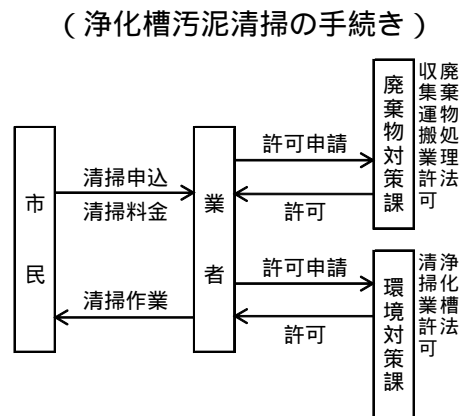 （浄化槽汚泥清掃の手続き）
市民
清掃申込
清掃料金
清掃作業
業者
許可申請
許可
許可申請
許可
廃棄物対策課
廃棄物処理法
収集運搬業許可
環境対策課
浄化槽法
清掃業許可